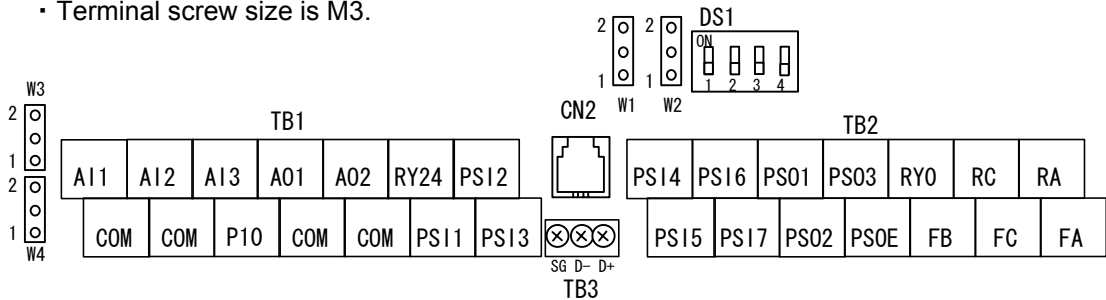 ・Terminal screw size is M3.
DS1
2 2 ON
1 1 1 2 3 4
W1 W2
W3
2
1
2
1
W4
TB1
CN2
TB2
AI1 AI2 AI3 AO1 AO2 RY24 PSI2
COM COM P10 COM COM PSI1 PSI3
SG D- D+
TB3
PSI4 PSI6 PSO1 PSO3 RYO RC RA
PSI5 PSI7 PSO2 PSOE FB FC FA